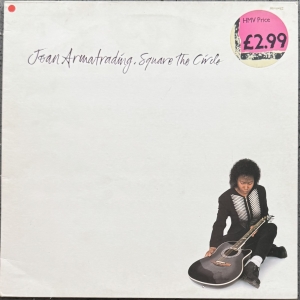 HMV Price
£2.99
Joan Armatrading. Square the Circle